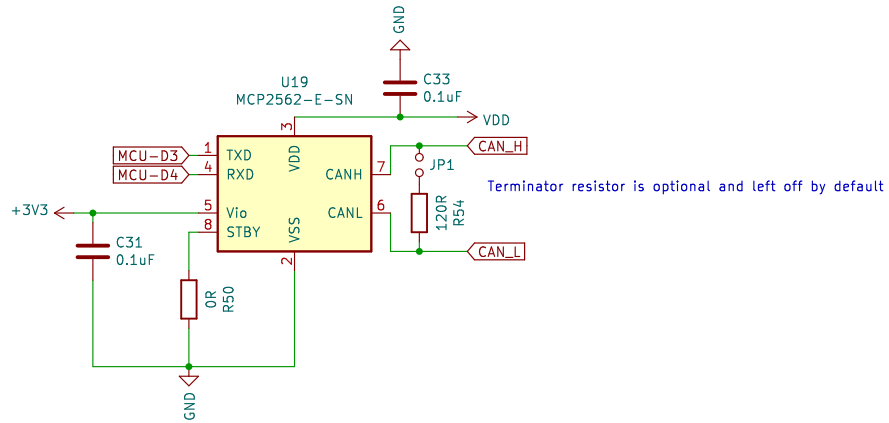 GND
C33
0.1uF
U19
MCP2562-E-SN
VDD
3
MCU-D3
1
TXD
VDD
CANH
7
CAN_H
JP1
MCU-D4
4
RXD
Terminator resistor is optional and left off by default
+3V3
5
Vio
CANL
6
120R
R54
8
STBY
VSS
2
CAN_L
C31
0.1uF
0R
R50
GND